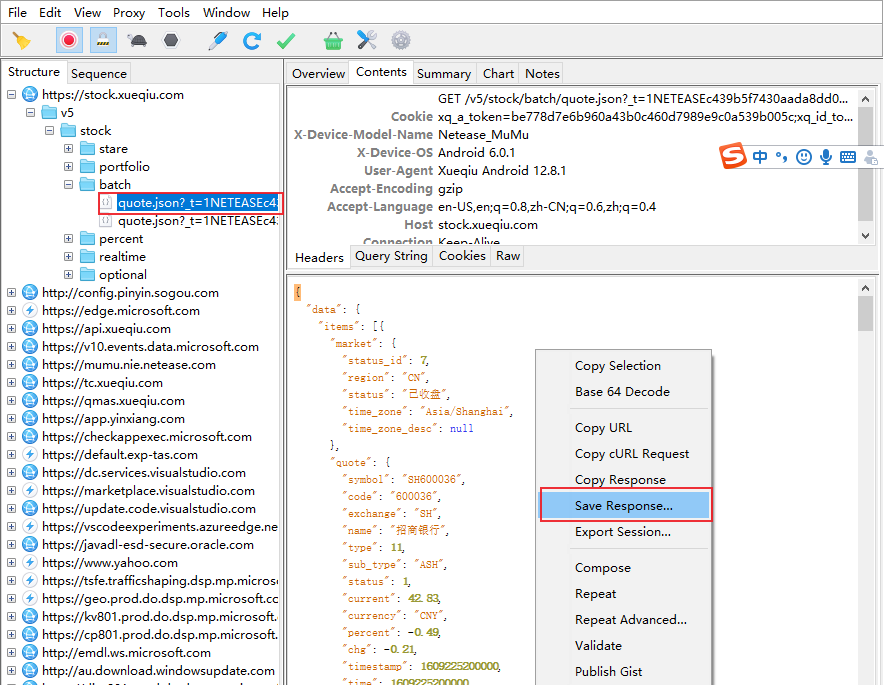 File Edit View Proxy Tools Window Help
Structure Sequence
https://stock.xueqiu.com
v5
stock
stare
portfolio
batch
quote.json?_t=1NETEASEc43
quote.json?_t=1NETEASEc43
percent
realtime
optional
http://config.pinyin.sogou.com
https://edge.microsoft.com
https://api.xueqiu.com
https://v10.events.data.microsoft.com
https://mumu.nie.netease.com
https://tc.xueqiu.com
https://qmas.xueqiu.com
https://app.yinxiang.com
https://checkappexec.microsoft.com
https://default.exp-tas.com
https://dc.services.visualstudio.com
https://marketplace.visualstudio.com
https://update.code.visualstudio.com
https://vscodeexperiments.azureedge.ne
https://javadl-esd-secure.oracle.com
https://www.yahoo.com
https://tsfe.trafficshaping.dsp.mp.micros
https://geo.prod.do.dsp.mp.microsoft.cc
https://kv801.prod.do.dsp.mp.microsoft.
https://cp801.prod.do.dsp.mp.microsoft.
http://emdl.ws.microsoft.com
http://au.download.windowsupdate.com
Overview Contents Summary Chart Notes
GET /v5/stock/batch/quote.json?_t=1NETEASEc439b5f7430aada8dd0...
Cookie xq_a_token=be778d7e6b960a43b0c460d7989e9c0a539b005c;xq_id_to...
X-Device-Model-Name Netease_MuMu
X-Device-OS Android 6.0.1
User-Agent Xueqiu Android 12.8.1
Accept-Encoding gzip
Accept-Language en-US,en;q=0.8,zh-CN;q=0.6,zh;q=0.4
Host stock.xueqiu.com
Connection Keep-Alive
Headers Query String Cookies Raw
{
"data": {
"items": [{
"market": {
"status_id": 7,
"region": "CN",
"status": "已收盘",
"time_zone": "Asia/Shanghai",
"time_zone_desc": null
},
"quote": {
"symbol": "SH600036",
"code": "600036",
"exchange": "SH",
"name": "招商银行",
"type": 11,
"sub_type": "ASH",
"status": 1,
"current": 42.83,
"currency": "CNY",
"percent": -0.49,
"chg": -0.21,
"timestamp": 1609225200000,
"time": 1609225200000,
Copy Selection
Base 64 Decode
Copy URL
Copy cURL Request
Copy Response
Save Response...
Export Session...
Compose
Repeat
Repeat Advanced...
Validate
Publish Gist
S 中